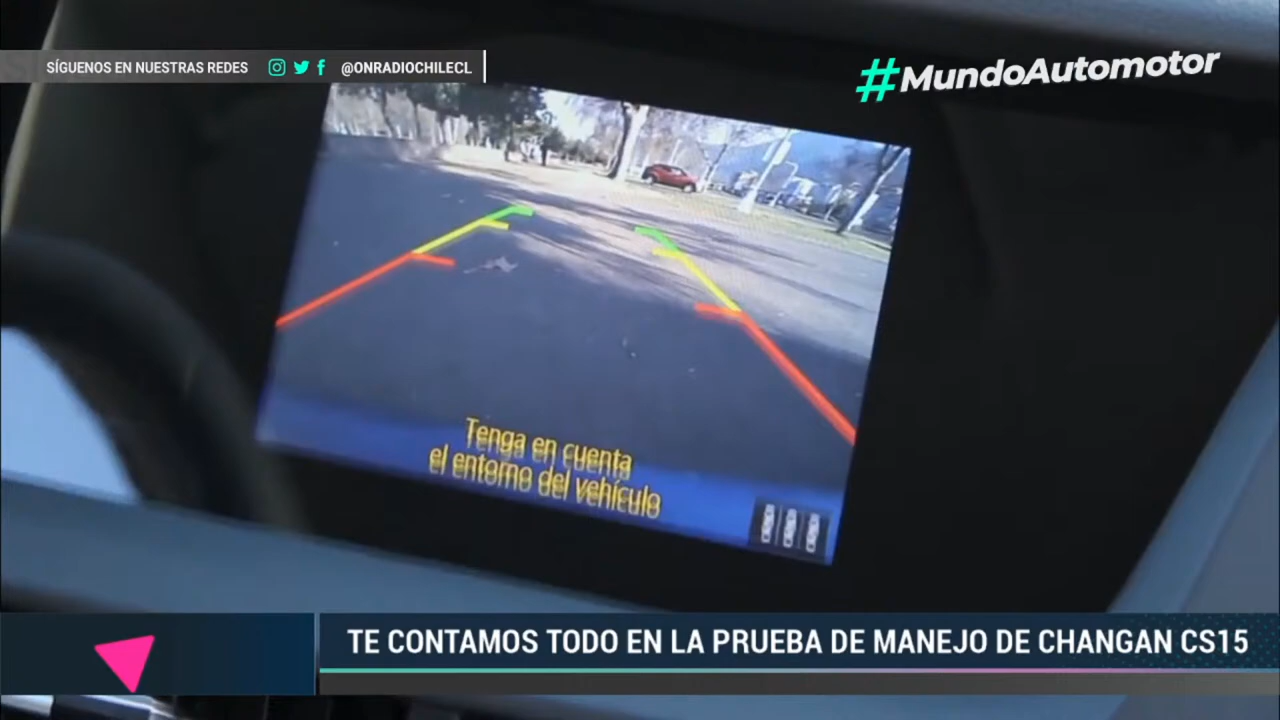 SÍGUENOS EN NUESTRAS REDES @ONRADIOCHILECL
#MundoAutomotor
Tenga en cuenta
el entorno del vehículo
TE CONTAMOS TODO EN LA PRUEBA DE MANEJO DE CHANGAN CS15